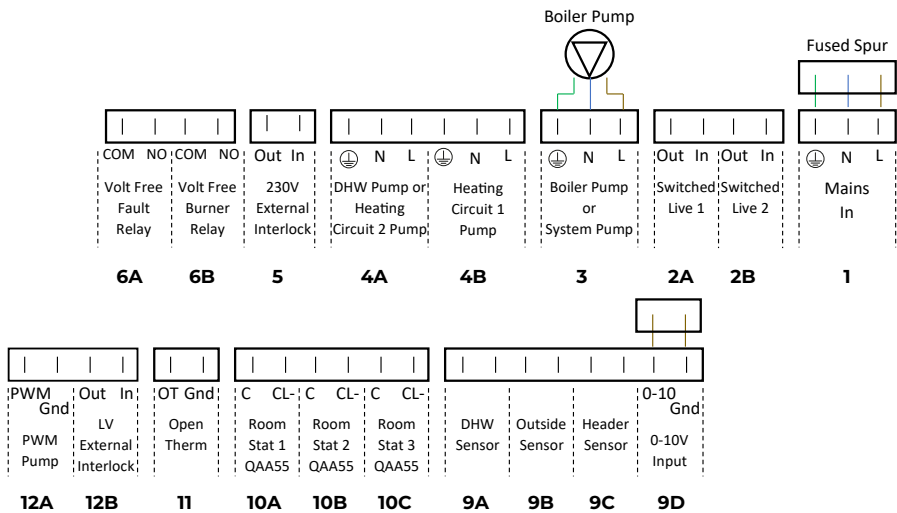 Boiler Pump
Fused Spur
COM NO COM NO Out In N L N L N L Out In Out In N L
Volt Free Volt Free 230V DHW Pump or Heating Boiler Pump Switched Switched Mains
Fault Burner External Heating Circuit 1 or Live 1 Live 2 In
Relay Relay Interlock Circuit 2 Pump Pump System Pump
6A 6B 5 4A 4B 3 2A 2B 1
PWM Out In OT Gnd C CL- C CL- C CL- 0-10
Gnd Gnd
LV Open Room Room Room DHW Outside Header
PWM External Therm Stat 1 Stat 2 Stat 3 Sensor Sensor Sensor 0-10V
Pump Interlock QAA55 QAA55 QAA55 Input
12A 12B 11 10A 10B 10C 9A 9B 9C 9D